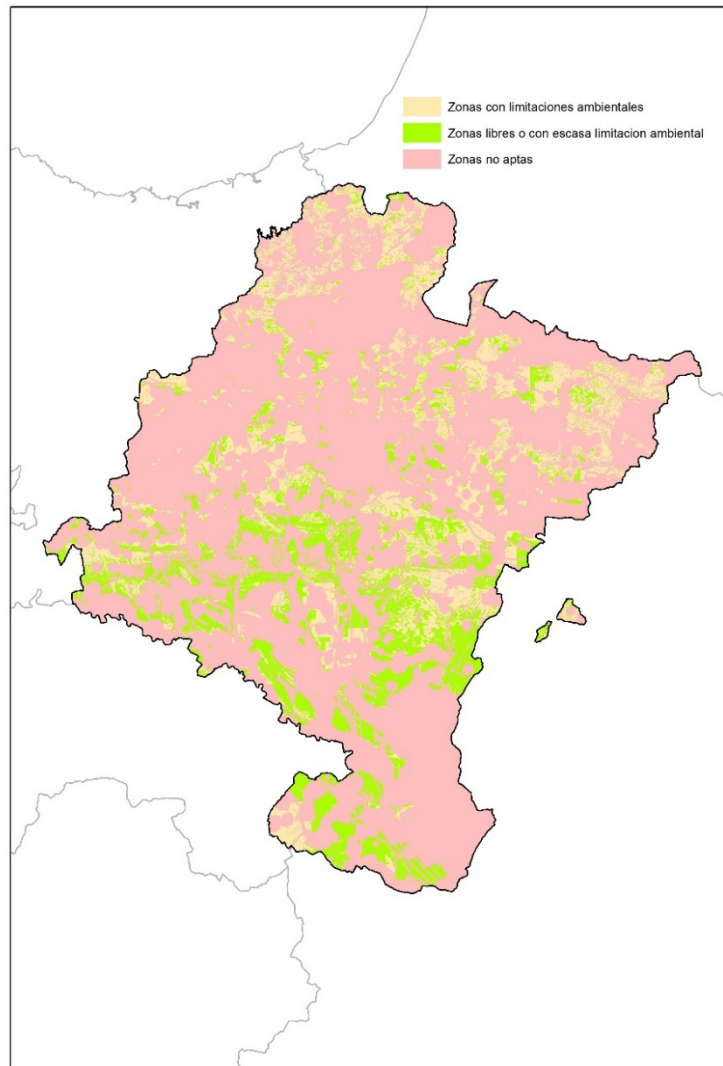 Zonas con limitaciones ambientales
Zonas libres o con escasa limitacion ambiental
Zonas no aptas